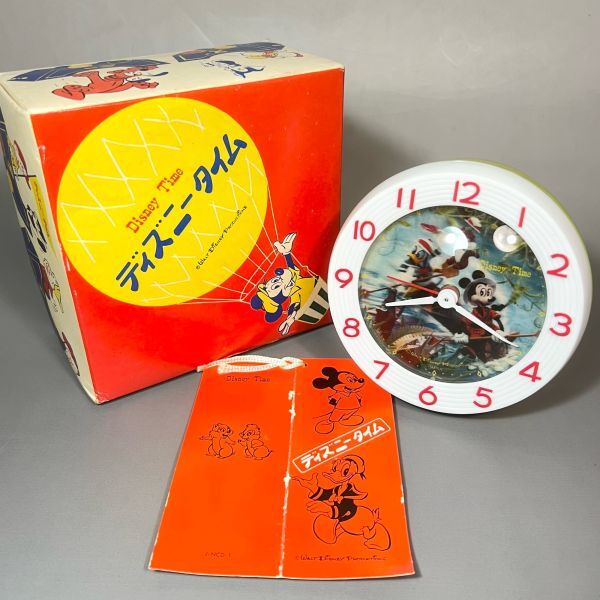 Disney Time
ディズニータイム
© WALT DISNEY PRODUCTIONS
12
1
2
3
4
5
6
7
8
9
10
11
Disney Time
Disney Time
ディズニータイム
© WALT DISNEY PRODUCTIONS